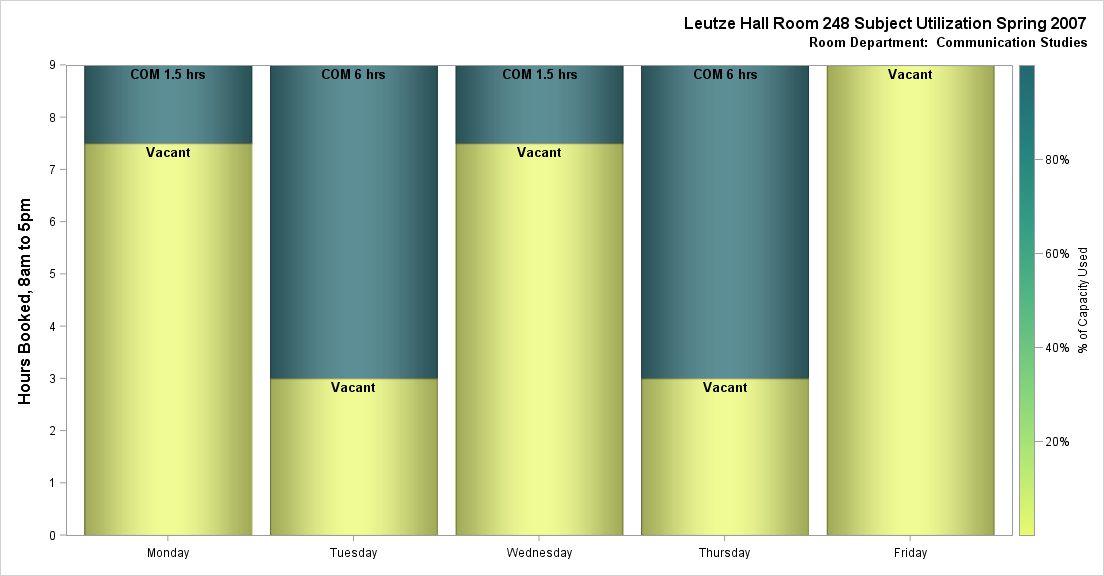 Leutze Hall Room 248 Subject Utilization Spring 2007
Room Department:  Communication Studies
Hours Booked, 8am to 5pm
9
8
7
6
5
4
3
2
1
0
COM 1.5 hrs
Vacant
COM 6 hrs
Vacant
COM 1.5 hrs
Vacant
COM 6 hrs
Vacant
Vacant
Monday
Tuesday
Wednesday
Thursday
Friday
80%
60%
40%
20%
% of Capacity Used